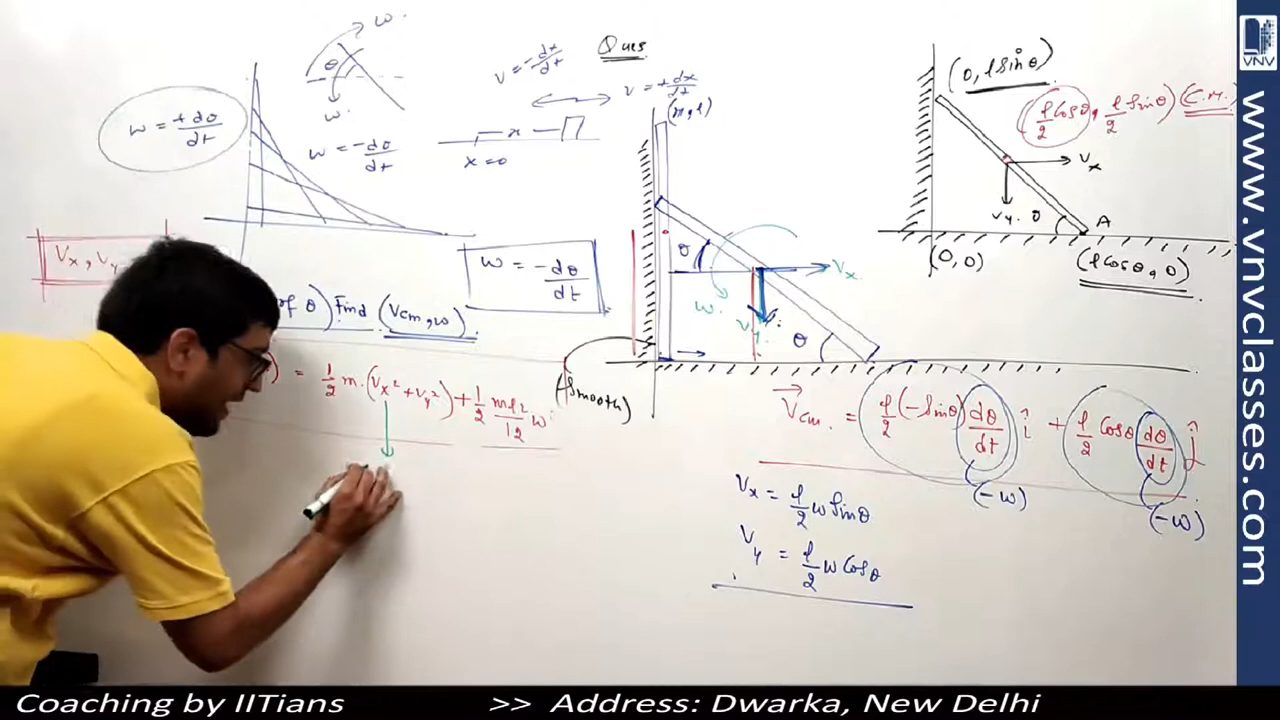 ω.
θ
ω.
ω = +dθ/dt
ω = -dθ/dt
v = -dx/dt
Ques
v = +dx/dt
x
x=0
(0, l sinθ)
(l/2 cosθ, l/2 sinθ) (C.M.)
Vx
Vy.
θ
A
(0,0)
(l cosθ, 0)
Vx, Vy
ω = -dθ/dt
θ
Vx
ω.
Vy
θ
of θ) Find (Vcm, ω).
= 1/2 m.(Vx² + Vy²) + 1/2 ml²/12 ω²
(Smooth)
Vcm. = l/2 (-sinθ) dθ/dt î + l/2 cosθ dθ/dt ĵ
(-ω)
(-ω)
Vx = l/2 ω sinθ
Vy = l/2 ω cosθ
VNV
www.vnvclasses.com
Coaching by IITians >> Address: Dwarka, New Delhi